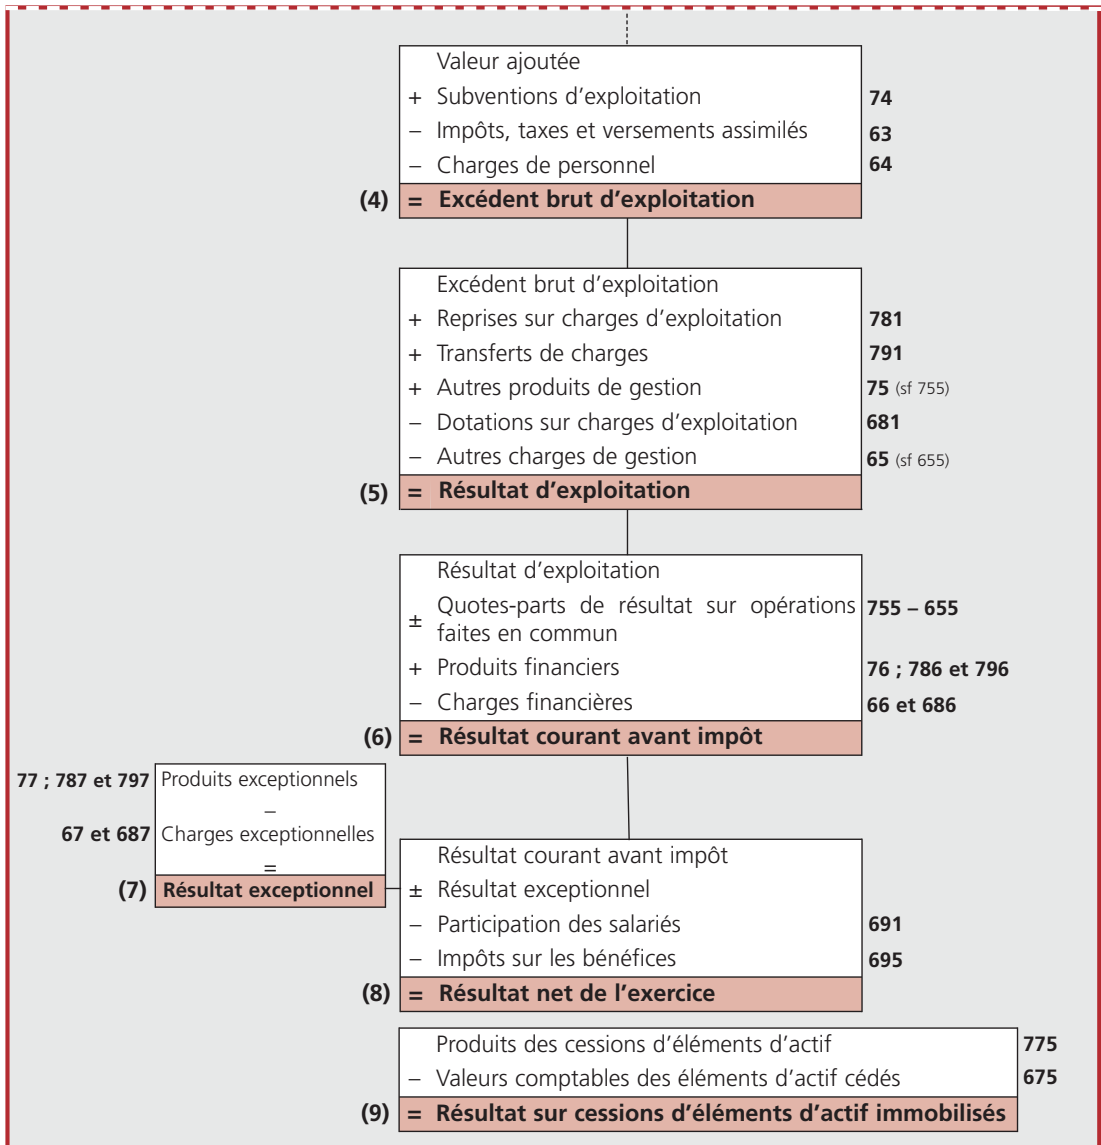 Valeur ajoutée
+ Subventions d'exploitation 74
– Impôts, taxes et versements assimilés 63
– Charges de personnel 64
(4) = Excédent brut d'exploitation
Excédent brut d'exploitation
+ Reprises sur charges d'exploitation 781
+ Transferts de charges 791
+ Autres produits de gestion 75 (sf 755)
– Dotations sur charges d'exploitation 681
– Autres charges de gestion 65 (sf 655)
(5) = Résultat d'exploitation
Résultat d'exploitation
± Quotes-parts de résultat sur opérations 755 – 655
faites en commun
+ Produits financiers 76 ; 786 et 796
– Charges financières 66 et 686
(6) = Résultat courant avant impôt
77 ; 787 et 797 Produits exceptionnels
–
67 et 687 Charges exceptionnelles
=
(7) Résultat exceptionnel
Résultat courant avant impôt
± Résultat exceptionnel
– Participation des salariés 691
– Impôts sur les bénéfices 695
(8) = Résultat net de l'exercice
Produits des cessions d'éléments d'actif 775
– Valeurs comptables des éléments d'actif cédés 675
(9) = Résultat sur cessions d'éléments d'actif immobilisés